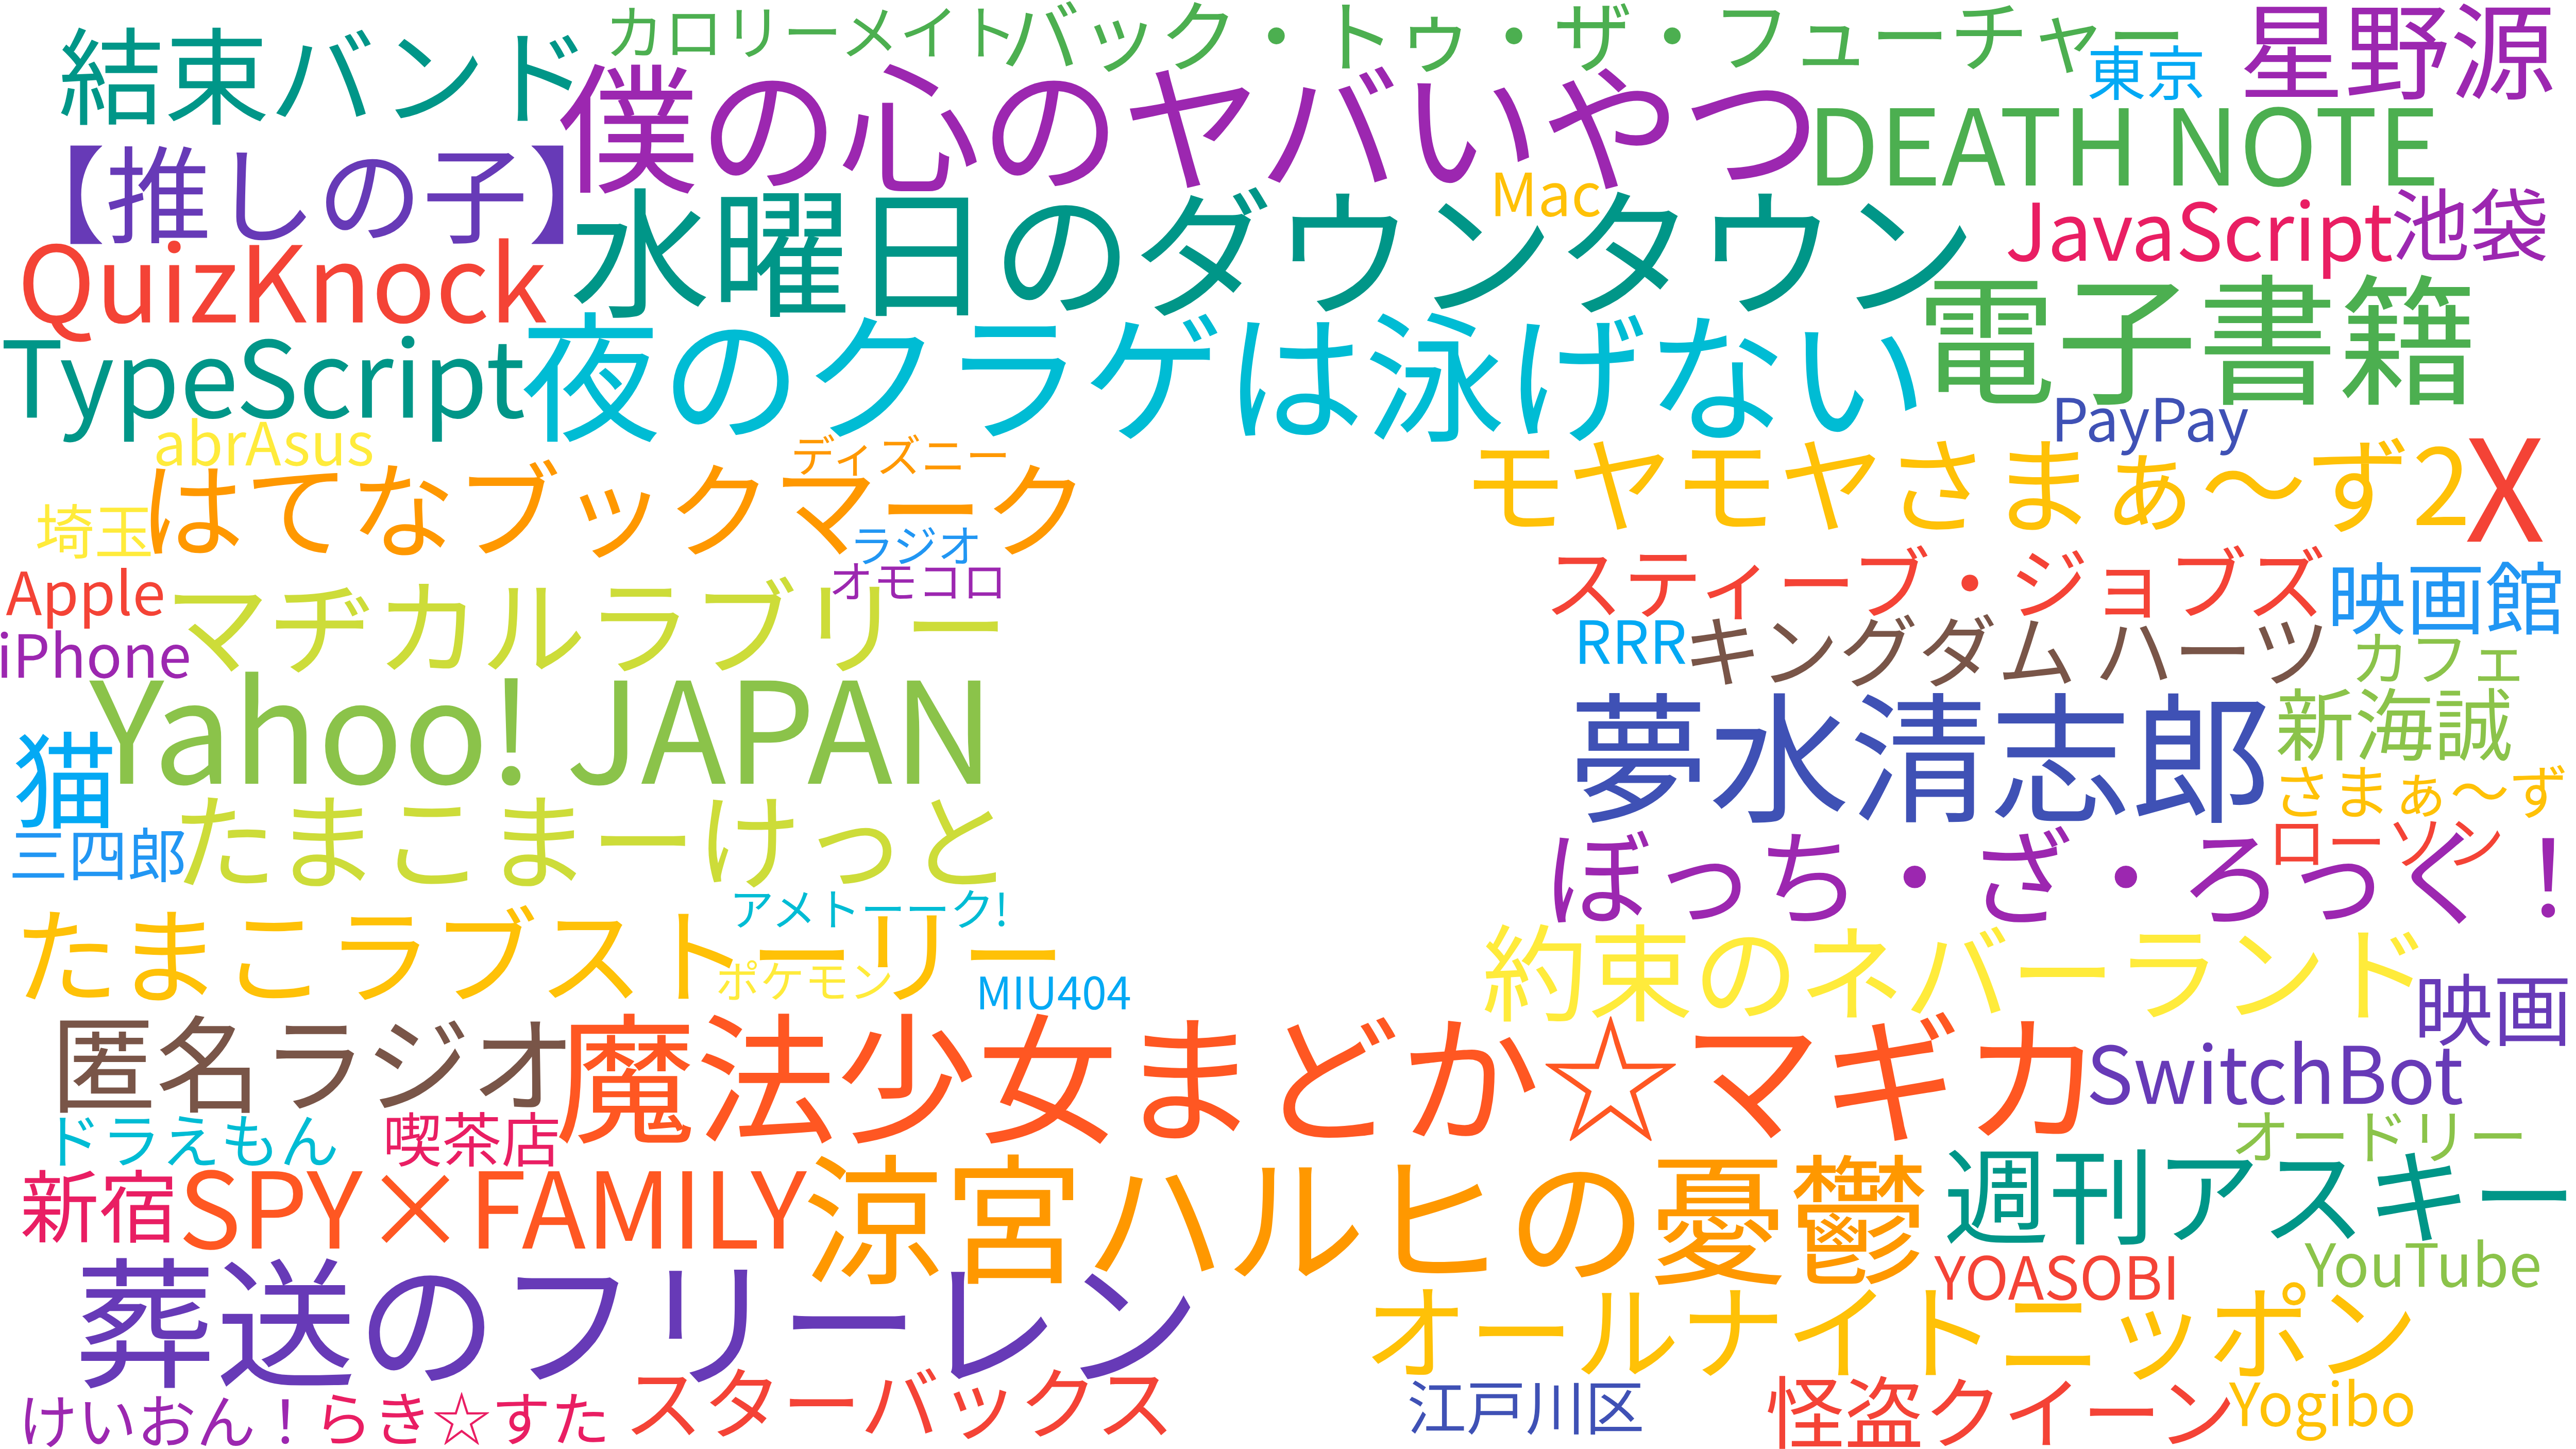 カロリーメイト
バック・トゥ・ザ・フューチャー
星野源
結束バンド
東京
僕の心のヤバいやつ
DEATH NOTE
【推しの子】
Mac
水曜日のダウンタウン
JavaScript
池袋
QuizKnock
電子書籍
TypeScript
夜のクラゲは泳げない
PayPay
abrAsus
ディズニー
モヤモヤさまぁ～ず2
X
はてなブックマーク
埼玉
ラジオ
スティーブ・ジョブズ
映画館
Apple
オモコロ
マヂカルラブリー
RRR
キングダム ハーツ
iPhone
カフェ
Yahoo! JAPAN
夢水清志郎
新海誠
猫
さまぁ～ず
たまこまーけっと
ローソン
三四郎
ぼっち・ざ・ろっく！
アメトーーク!
たまこラブストーリー
約束のネバーランド
ポケモン
MIU404
映画
匿名ラジオ
魔法少女まどか☆マギカ
SwitchBot
ドラえもん
喫茶店
オードリー
新宿
SPY×FAMILY
涼宮ハルヒの憂鬱
週刊アスキー
YOASOBI
YouTube
葬送のフリーレン
オールナイトニッポン
けいおん！
らき☆すた
スターバックス
江戸川区
怪盗クイーン
Yogibo